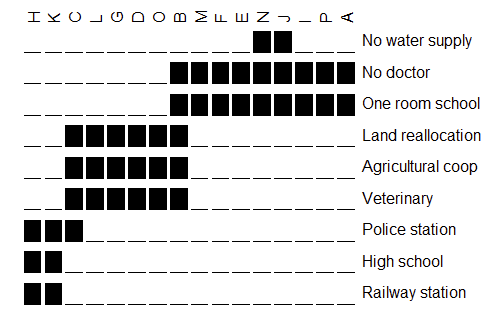 H K C L G D O B M F E N J I P A
No water supply
No doctor
One room school
Land reallocation
Agricultural coop
Veterinary
Police station
High school
Railway station